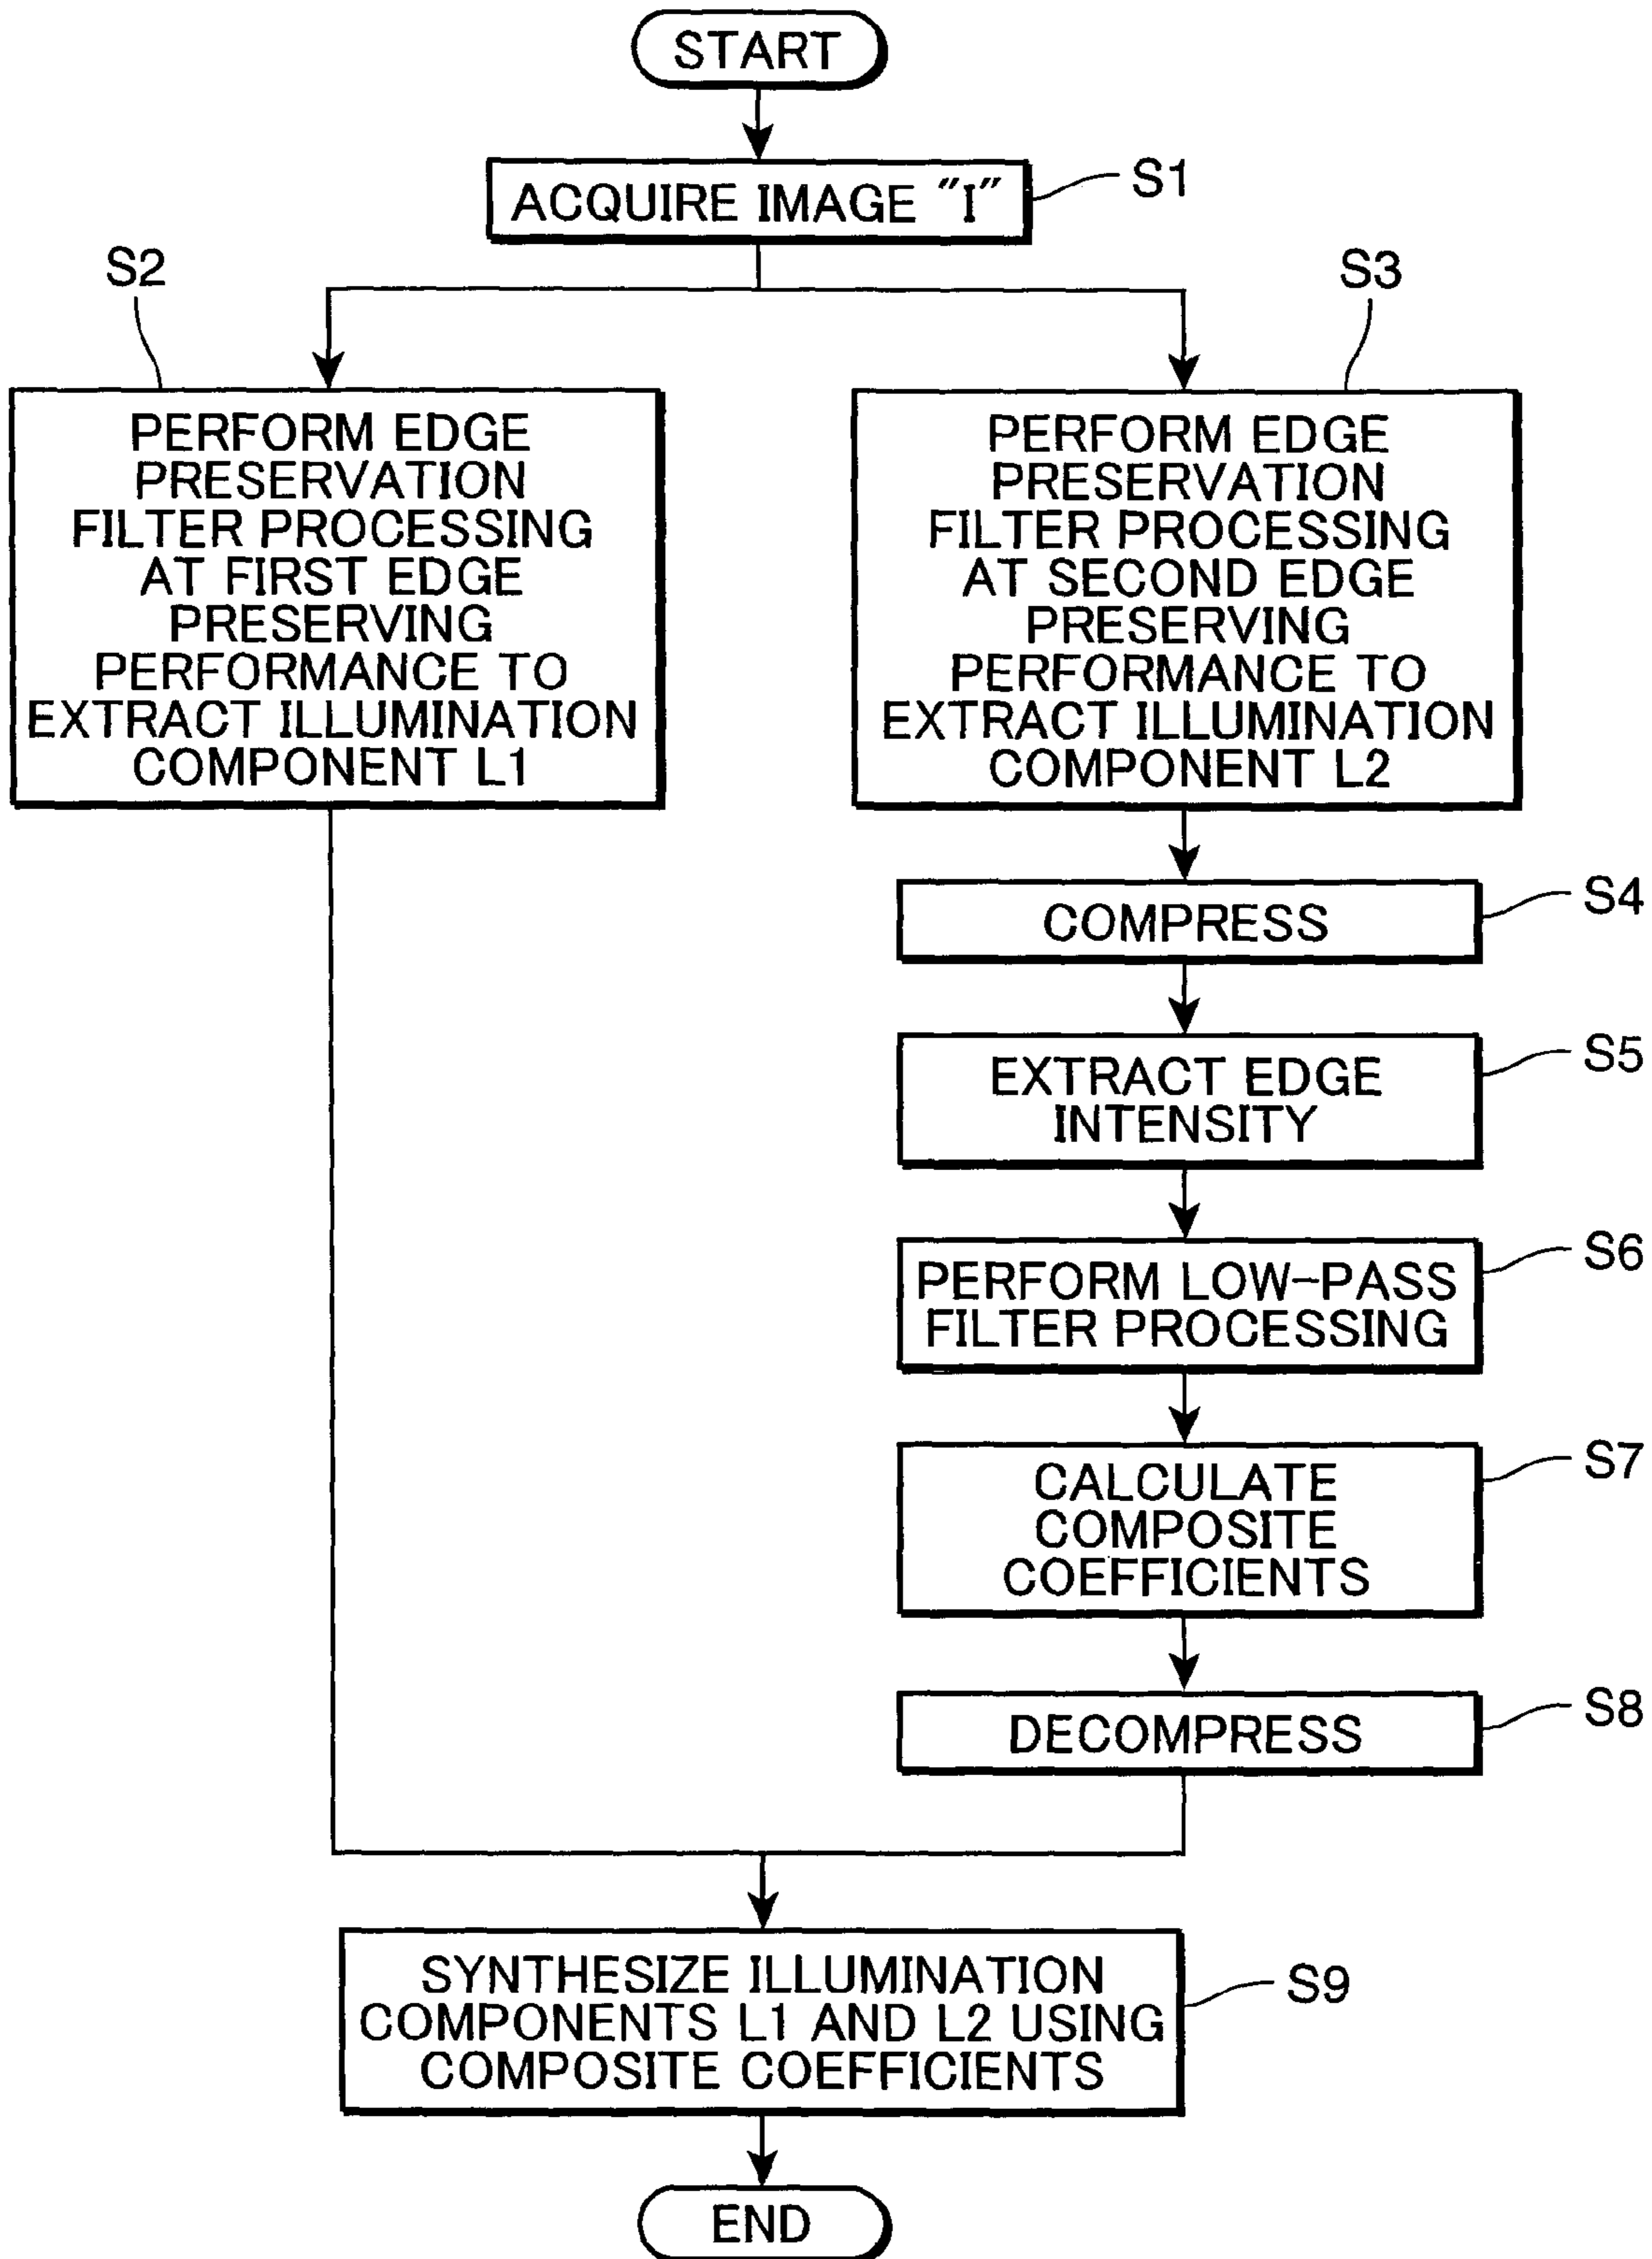 START
ACQUIRE IMAGE "I"
S1
S2
PERFORM EDGE
PRESERVATION
FILTER PROCESSING
AT FIRST EDGE
PRESERVING
PERFORMANCE TO
EXTRACT ILLUMINATION
COMPONENT L1
S3
PERFORM EDGE
PRESERVATION
FILTER PROCESSING
AT SECOND EDGE
PRESERVING
PERFORMANCE TO
EXTRACT ILLUMINATION
COMPONENT L2
COMPRESS
S4
EXTRACT EDGE
INTENSITY
S5
PERFORM LOW-PASS
FILTER PROCESSING
S6
CALCULATE
COMPOSITE
COEFFICIENTS
S7
DECOMPRESS
S8
SYNTHESIZE ILLUMINATION
COMPONENTS L1 AND L2 USING
COMPOSITE COEFFICIENTS
S9
END